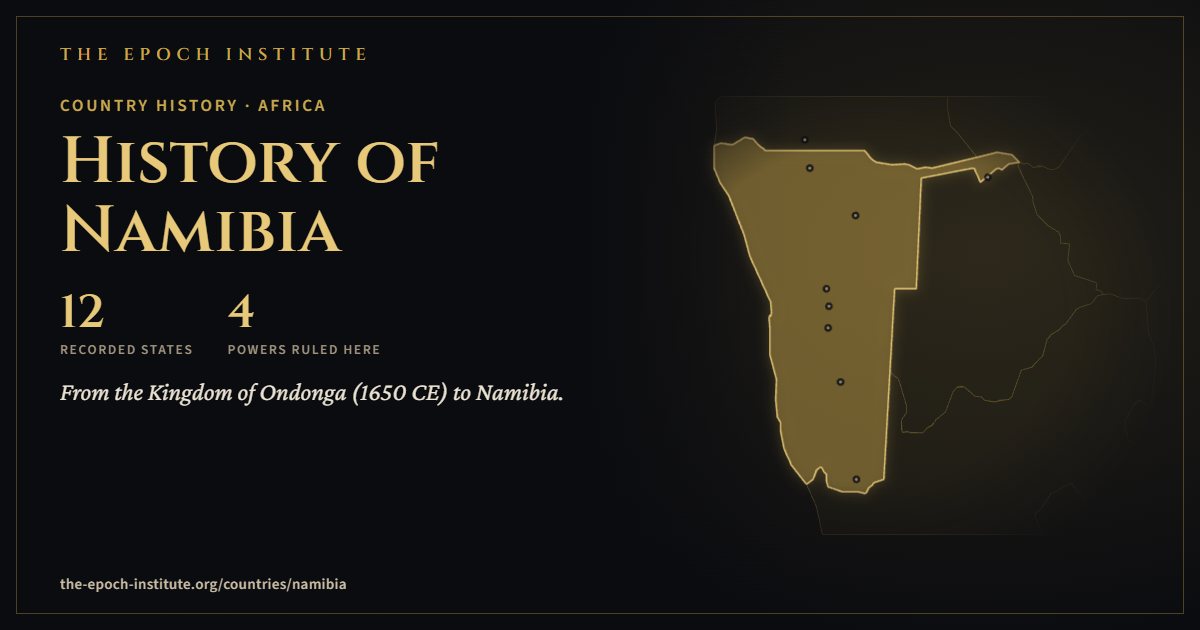 THE EPOCH INSTITUTE
COUNTRY HISTORY · AFRICA
History of
Namibia
12 4
RECORDED STATES POWERS RULED HERE
From the Kingdom of Ondonga (1650 CE) to Namibia.
the-epoch-institute.org/countries/namibia